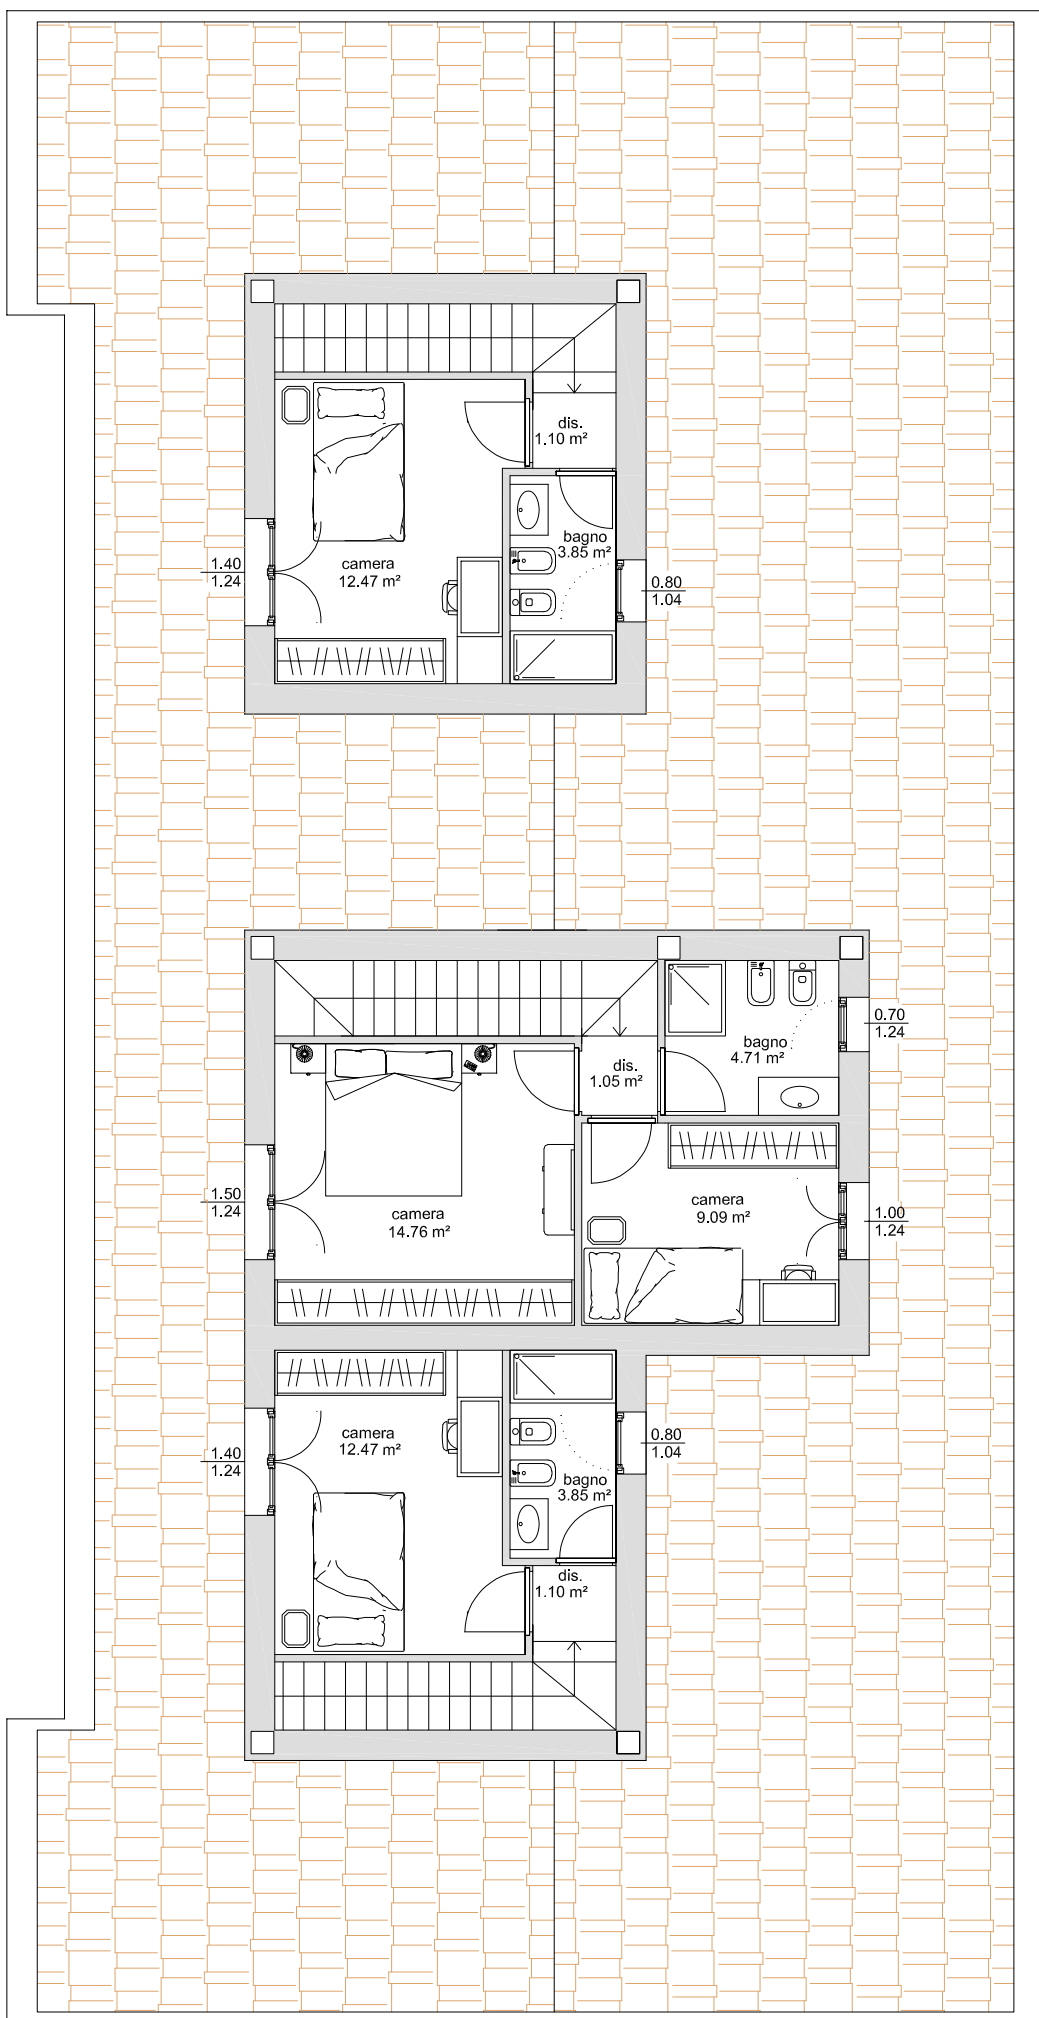 dis.
1.10 m²
bagno
3.85 m²
camera
12.47 m²
1.40
1.24
0.80
1.04
0.70
1.24
bagno
4.71 m²
dis.
1.05 m²
camera
9.09 m²
1.50
1.24
camera
14.76 m²
1.00
1.24
camera
12.47 m²
0.80
1.04
1.40
1.24
bagno
3.85 m²
dis.
1.10 m²